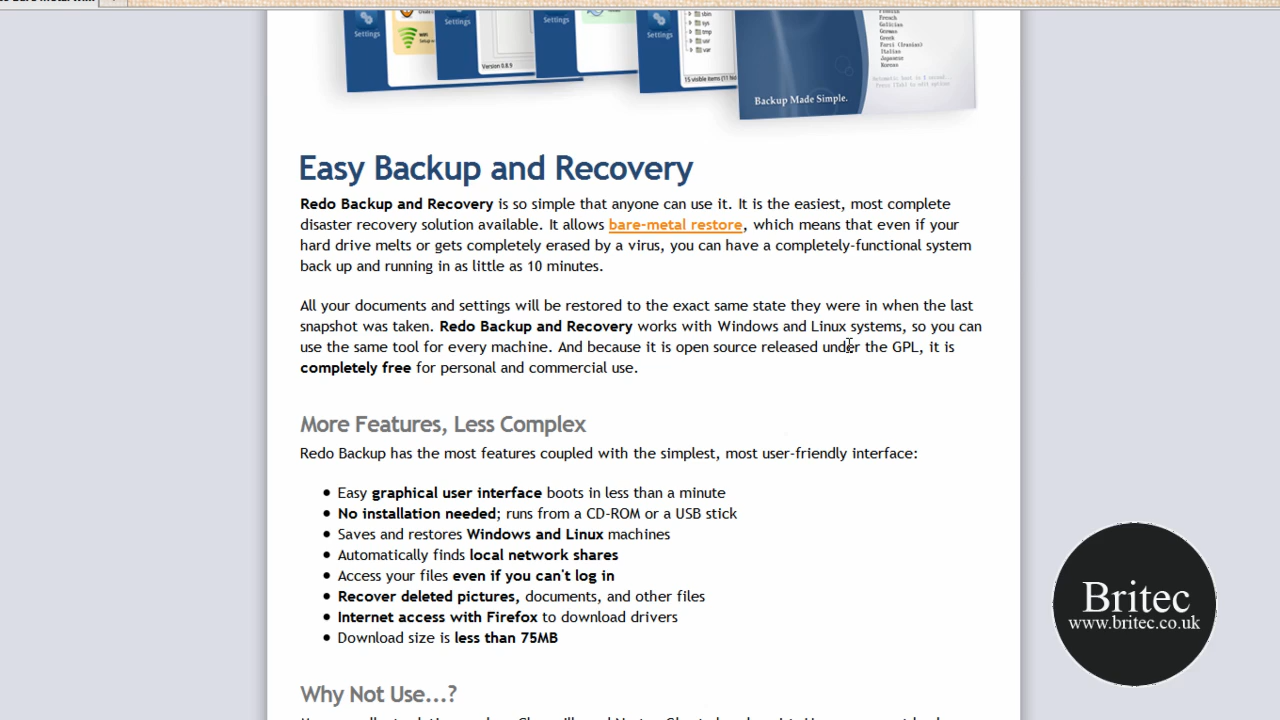 Settings
Version 0.8.9
Settings
Settings
sbin
sys
tmp
usr
var
15 visible items (11 hid
French
Galician
German
Greek
Farsi (Iranian)
Italian
Japanese
Korean
Backup Made Simple.
Easy Backup and Recovery
Redo Backup and Recovery is so simple that anyone can use it. It is the easiest, most complete
disaster recovery solution available. It allows bare-metal restore, which means that even if your
hard drive melts or gets completely erased by a virus, you can have a completely-functional system
back up and running in as little as 10 minutes.
All your documents and settings will be restored to the exact same state they were in when the last
snapshot was taken. Redo Backup and Recovery works with Windows and Linux systems, so you can
use the same tool for every machine. And because it is open source released under the GPL, it is
completely free for personal and commercial use.
More Features, Less Complex
Redo Backup has the most features coupled with the simplest, most user-friendly interface:
• Easy graphical user interface boots in less than a minute
• No installation needed; runs from a CD-ROM or a USB stick
• Saves and restores Windows and Linux machines
• Automatically finds local network shares
• Access your files even if you can't log in
• Recover deleted pictures, documents, and other files
• Internet access with Firefox to download drivers
• Download size is less than 75MB
Britec
www.britec.co.uk
Why Not Use...?